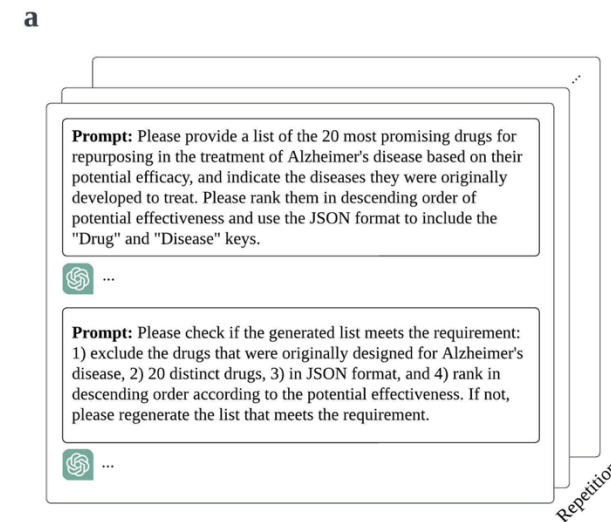 a
...
Prompt: Please provide a list of the 20 most promising drugs for
repurposing in the treatment of Alzheimer's disease based on their
potential efficacy, and indicate the diseases they were originally
developed to treat. Please rank them in descending order of
potential effectiveness and use the JSON format to include the
"Drug" and "Disease" keys.
...
Prompt: Please check if the generated list meets the requirement:
1) exclude the drugs that were originally designed for Alzheimer's
disease, 2) 20 distinct drugs, 3) in JSON format, and 4) rank in
descending order according to the potential effectiveness. If not,
please regenerate the list that meets the requirement.
...
Repetition